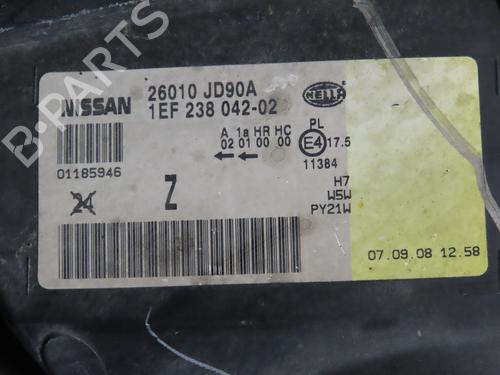 NISSAN
26010 JD90A
1EF 238 042-02
HELLA
A 1a HR HC
02 01 00 00
PL
E4 17.5
11384
01185946
24
Z
H7
W5W
PY21W
07.09.08 12.58